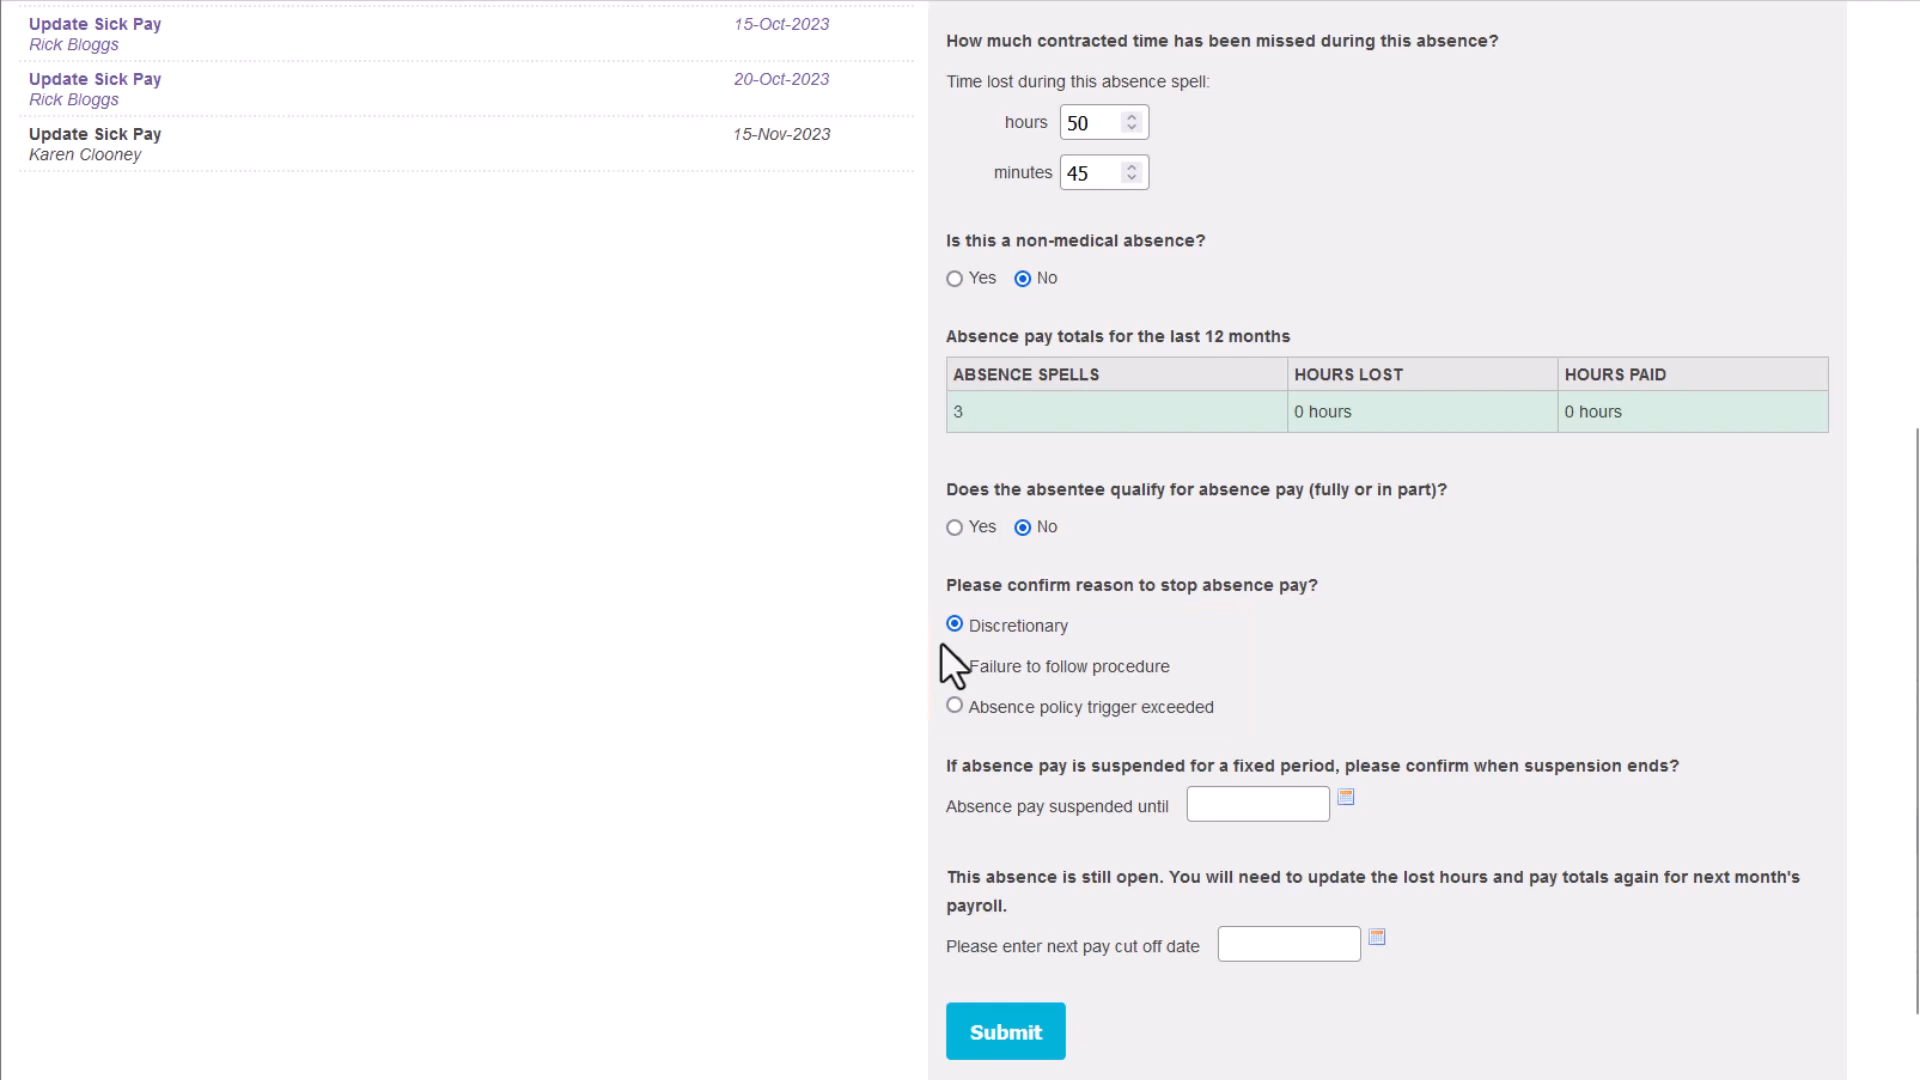 Update Sick Pay 15-Oct-2023
Rick Bloggs
Update Sick Pay 20-Oct-2023
Rick Bloggs
Update Sick Pay 15-Nov-2023
Karen Clooney
How much contracted time has been missed during this absence?
Time lost during this absence spell:
hours 50
minutes 45
Is this a non-medical absence?
Yes No
Absence pay totals for the last 12 months
ABSENCE SPELLS HOURS LOST HOURS PAID
3 0 hours 0 hours
Does the absentee qualify for absence pay (fully or in part)?
Yes No
Please confirm reason to stop absence pay?
Discretionary
Failure to follow procedure
Absence policy trigger exceeded
If absence pay is suspended for a fixed period, please confirm when suspension ends?
Absence pay suspended until
This absence is still open. You will need to update the lost hours and pay totals again for next month's
payroll.
Please enter next pay cut off date
Submit